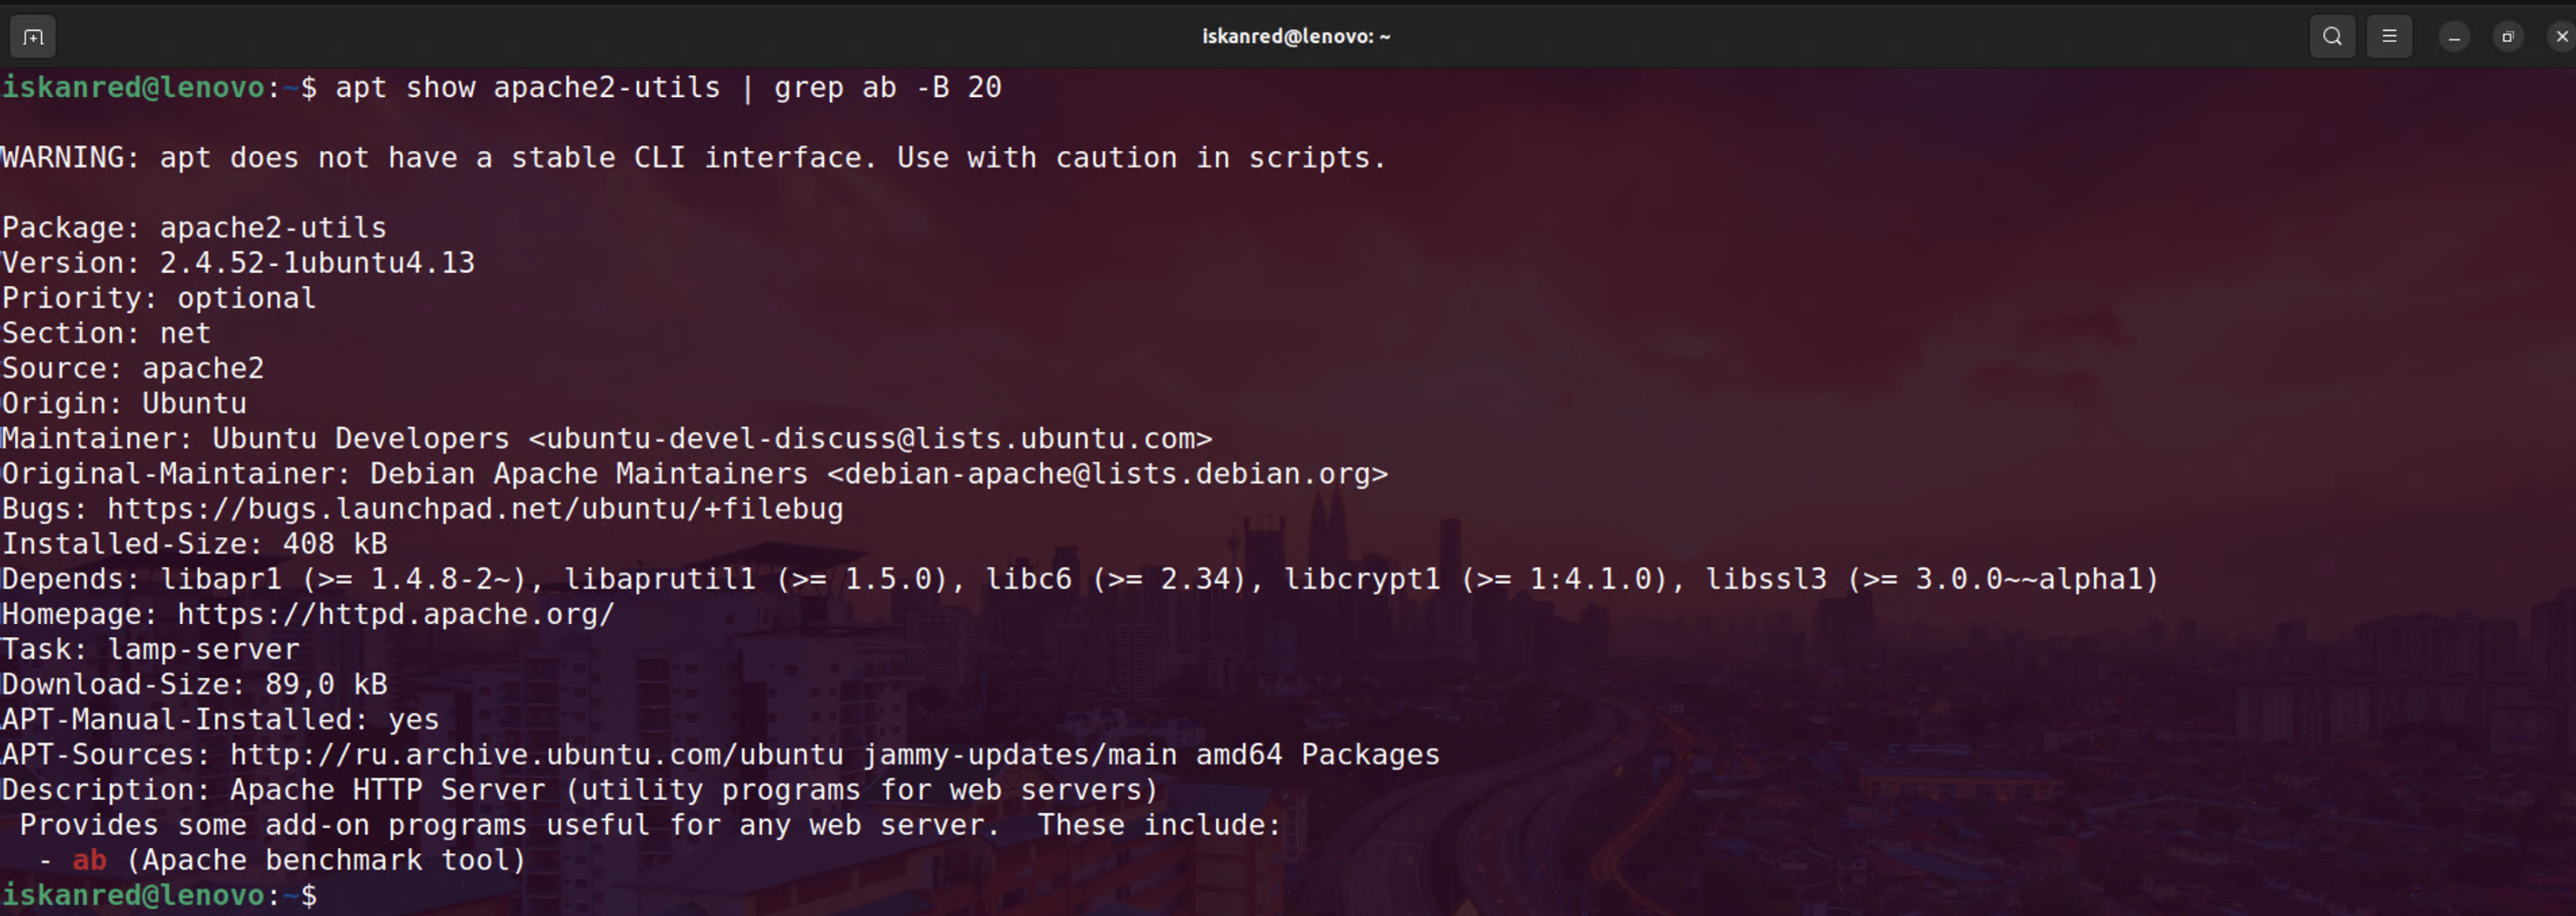 iskanred@lenovo: ~
iskanred@lenovo:~$ apt show apache2-utils | grep ab -B 20
WARNING: apt does not have a stable CLI interface. Use with caution in scripts.
Package: apache2-utils
Version: 2.4.52-1ubuntu4.13
Priority: optional
Section: net
Source: apache2
Origin: Ubuntu
Maintainer: Ubuntu Developers <ubuntu-devel-discuss@lists.ubuntu.com>
Original-Maintainer: Debian Apache Maintainers <debian-apache@lists.debian.org>
Bugs: https://bugs.launchpad.net/ubuntu/+filebug
Installed-Size: 408 kB
Depends: libapr1 (>= 1.4.8-2~), libaprutil1 (>= 1.5.0), libc6 (>= 2.34), libcrypt1 (>= 1:4.1.0), libssl3 (>= 3.0.0~~alpha1)
Homepage: https://httpd.apache.org/
Task: lamp-server
Download-Size: 89,0 kB
APT-Manual-Installed: yes
APT-Sources: http://ru.archive.ubuntu.com/ubuntu jammy-updates/main amd64 Packages
Description: Apache HTTP Server (utility programs for web servers)
 Provides some add-on programs useful for any web server.  These include:
  - ab (Apache benchmark tool)
iskanred@lenovo:~$